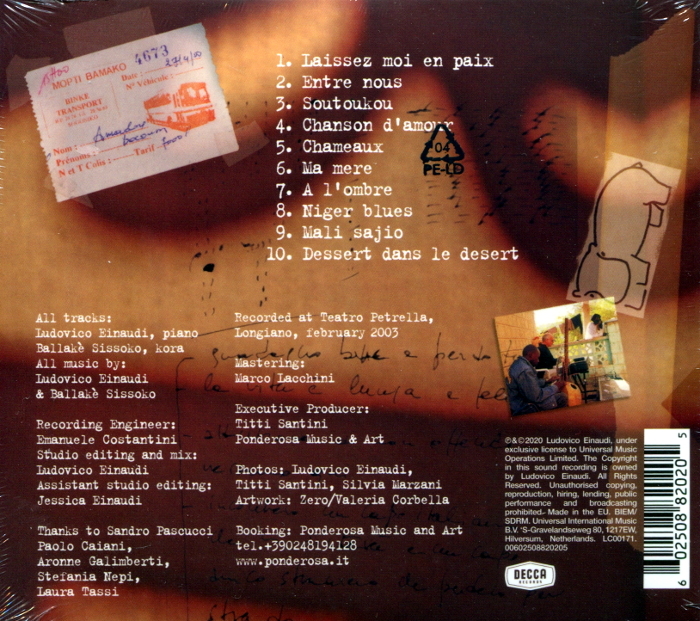 MOPTI BAMAKO
4673
Date :
27/4/00
N° Véhicule :
BINKE
TRANSPORT
Nom :
Prénoms :
N et T Colis :
Tarif
1. Laissez moi en paix
2. Entre nous
3. Soutoukou
4. Chanson d'amour
5. Chameaux
6. Ma mere
7. A l'ombre
8. Niger blues
9. Mali sajio
10. Dessert dans le desert
04
PE-LD
All tracks:
Ludovico Einaudi, piano
Ballakè Sissoko, kora
All music by:
Ludovico Einaudi
& Ballakè Sissoko
Recording Engineer:
Emanuele Costantini
Studio editing and mix:
Ludovico Einaudi
Assistant studio editing:
Jessica Einaudi
Thanks to Sandro Pascucci
Paolo Caiani,
Aronne Galimberti,
Stefania Nepi,
Laura Tassi
Recorded at Teatro Petrella,
Longiano, february 2003
Mastering:
Marco Lacchini
Executive Producer:
Titti Santini
Ponderosa Music & Art
Photos: Ludovico Einaudi,
Titti Santini, Silvia Marzani
Artwork: Zero/Valeria Corbella
Booking: Ponderosa Music and Art
tel.+390248194128
www.ponderosa.it
℗&©2020 Ludovico Einaudi, under
exclusive license to Universal Music
Operations Limited. The Copyright
in this sound recording is owned
by Ludovico Einaudi. All Rights
Reserved. Unauthorised copying,
reproduction, hiring, lending, public
performance and broadcasting
prohibited. Made in the EU. BIEM/
SDRM. Universal International Music
B.V. 'S-Gravelandseweg 80, 1217EW,
Hilversum, Netherlands. LC00171.
00602508820205
DECCA
RECORDS
6 02508 82020 5